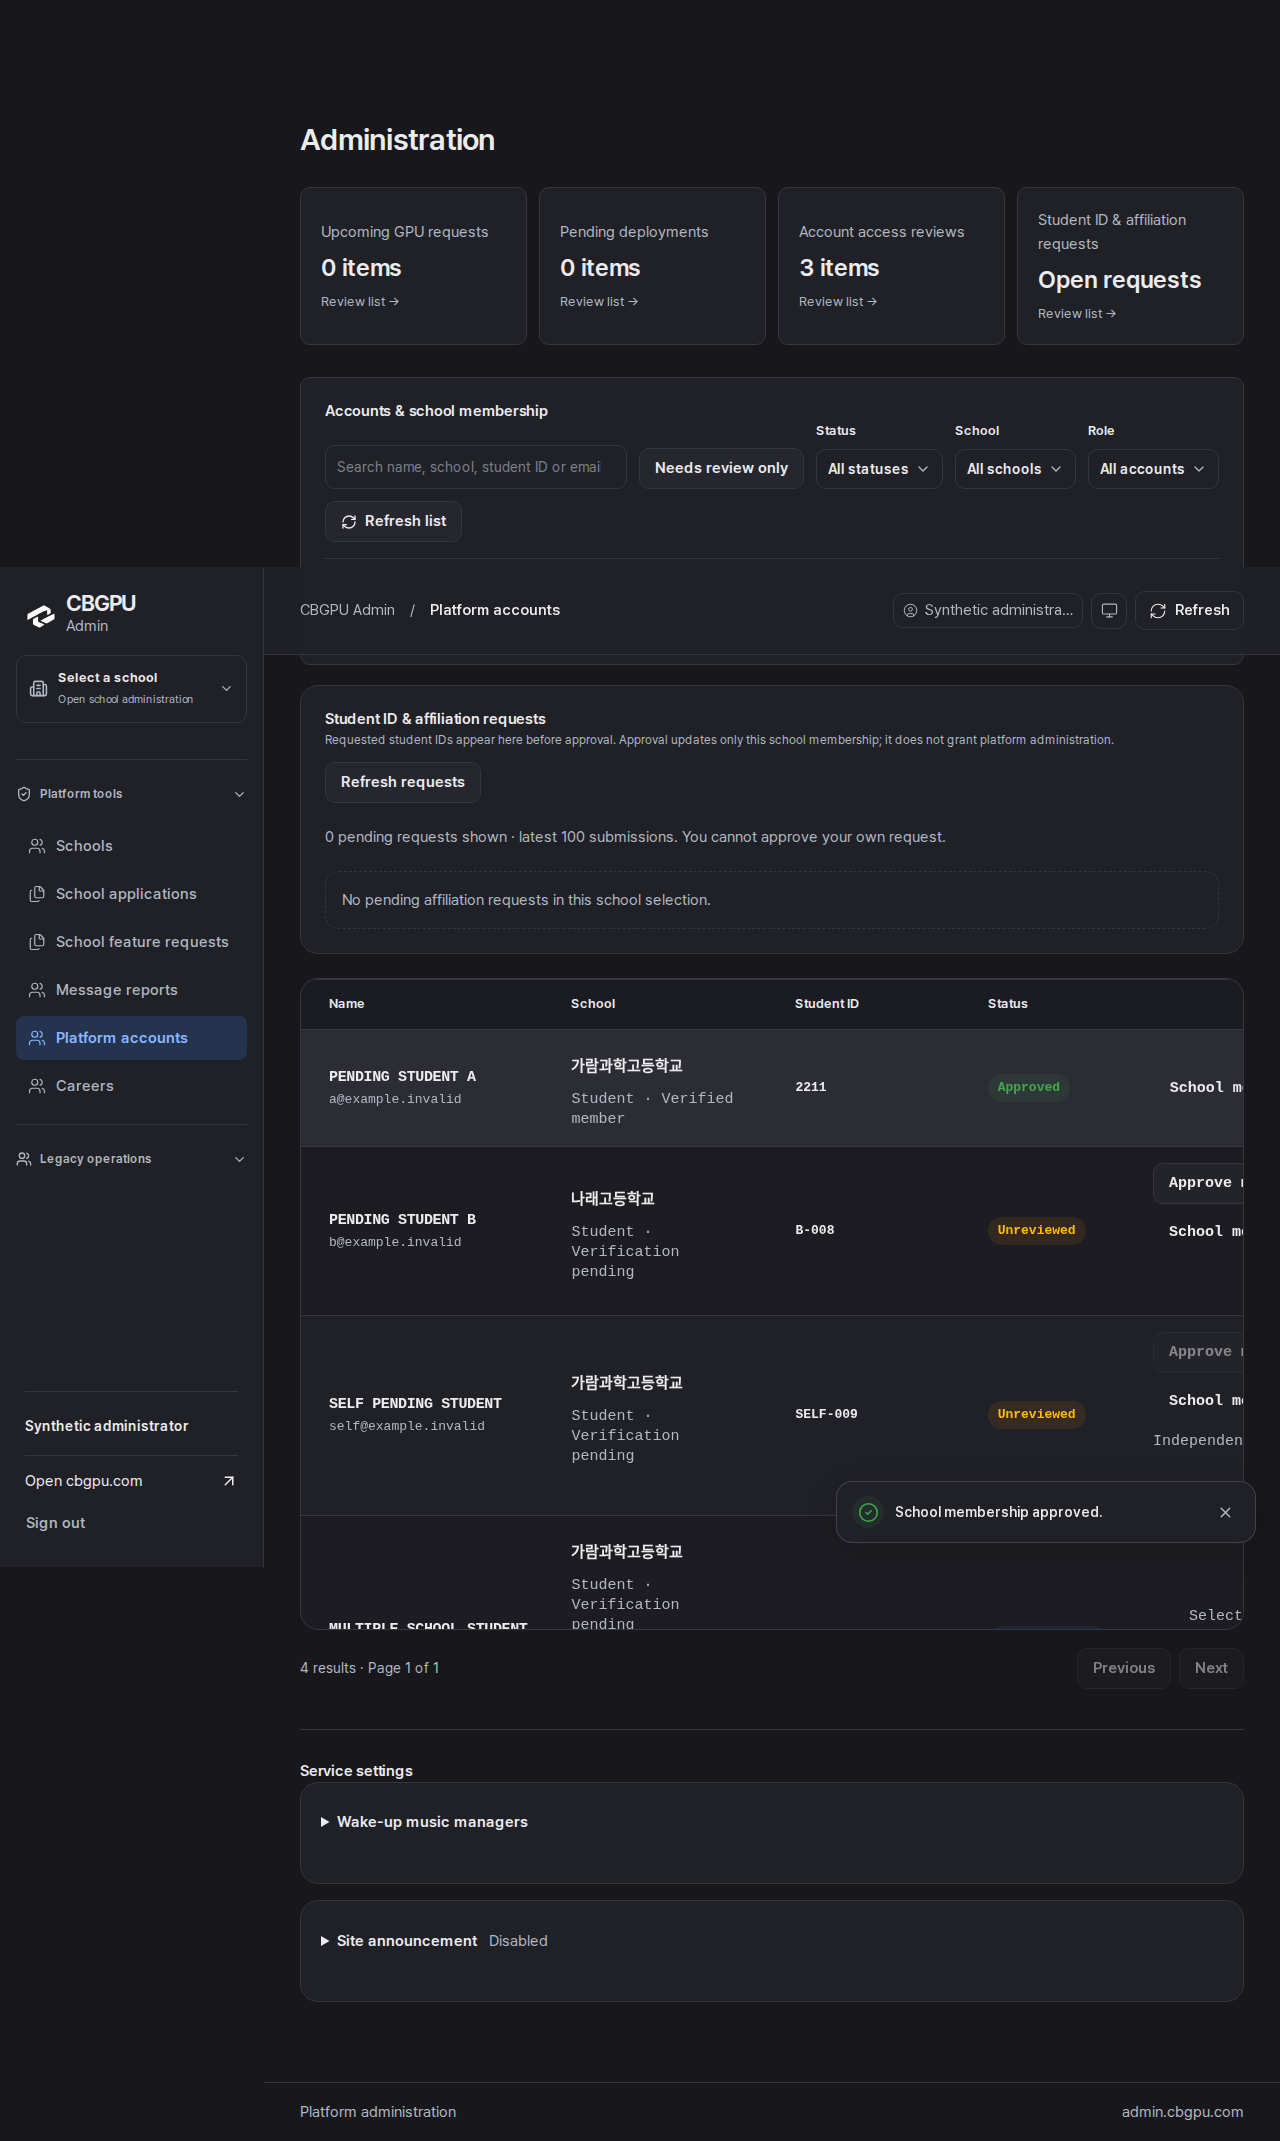 Administration
Upcoming GPU requests
0 items
Review list →
Pending deployments
0 items
Review list →
Account access reviews
3 items
Review list →
Student ID & affiliation
requests
Open requests
Review list →
Accounts & school membership
Status
School
Role
Search name, school, student ID or emai
Needs review only
All statuses
All schools
All accounts
Refresh list
CBGPU
Admin
CBGPU Admin / Platform accounts
Synthetic administra...
Refresh
Select a school
Open school administration
Platform tools
Schools
School applications
School feature requests
Message reports
Platform accounts
Careers
Legacy operations
Synthetic administrator
Open cbgpu.com
Sign out
Student ID & affiliation requests
Requested student IDs appear here before approval. Approval updates only this school membership; it does not grant platform administration.
Refresh requests
0 pending requests shown · latest 100 submissions. You cannot approve your own request.
No pending affiliation requests in this school selection.
Name
School
Student ID
Status
PENDING STUDENT A
a@example.invalid
가람과학고등학교
Student · Verified
member
2211
Approved
School m
PENDING STUDENT B
b@example.invalid
나래고등학교
Student ·
Verification
pending
B-008
Unreviewed
Approve
School m
SELF PENDING STUDENT
self@example.invalid
가람과학고등학교
Student ·
Verification
pending
SELF-009
Unreviewed
Approve
School m
Independen
School membership approved.
MULTIPLE SCHOOL STUDENT
가람과학고등학교
Student ·
Verification
pending
Select
4 results · Page 1 of 1
Previous
Next
Service settings
Wake-up music managers
Site announcement Disabled
Platform administration
admin.cbgpu.com